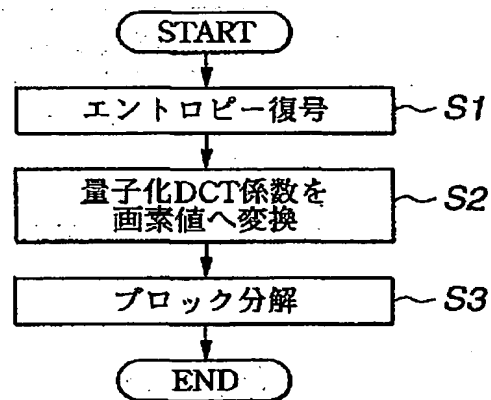 START
エントロピー復号
S1
量子化DCT係数を
画素値へ変換
S2
ブロック分解
S3
END